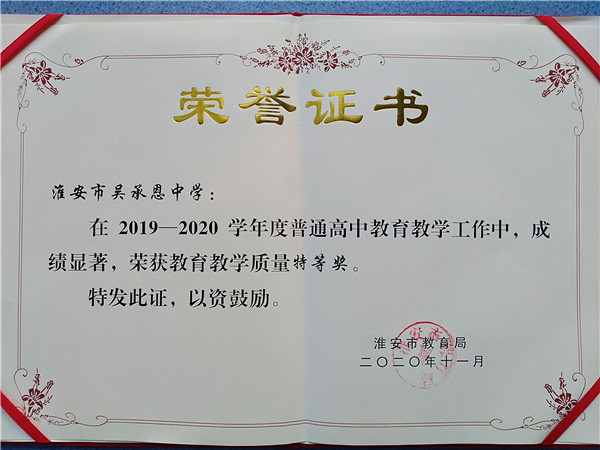 荣誉证书
淮安市吴承恩中学：
在 2019—2020 学年度普通高中教育教学工作中，成
绩显著，荣获教育教学质量特等奖。
特发此证，以资鼓励。
淮安市教育局
二〇二〇年十一月